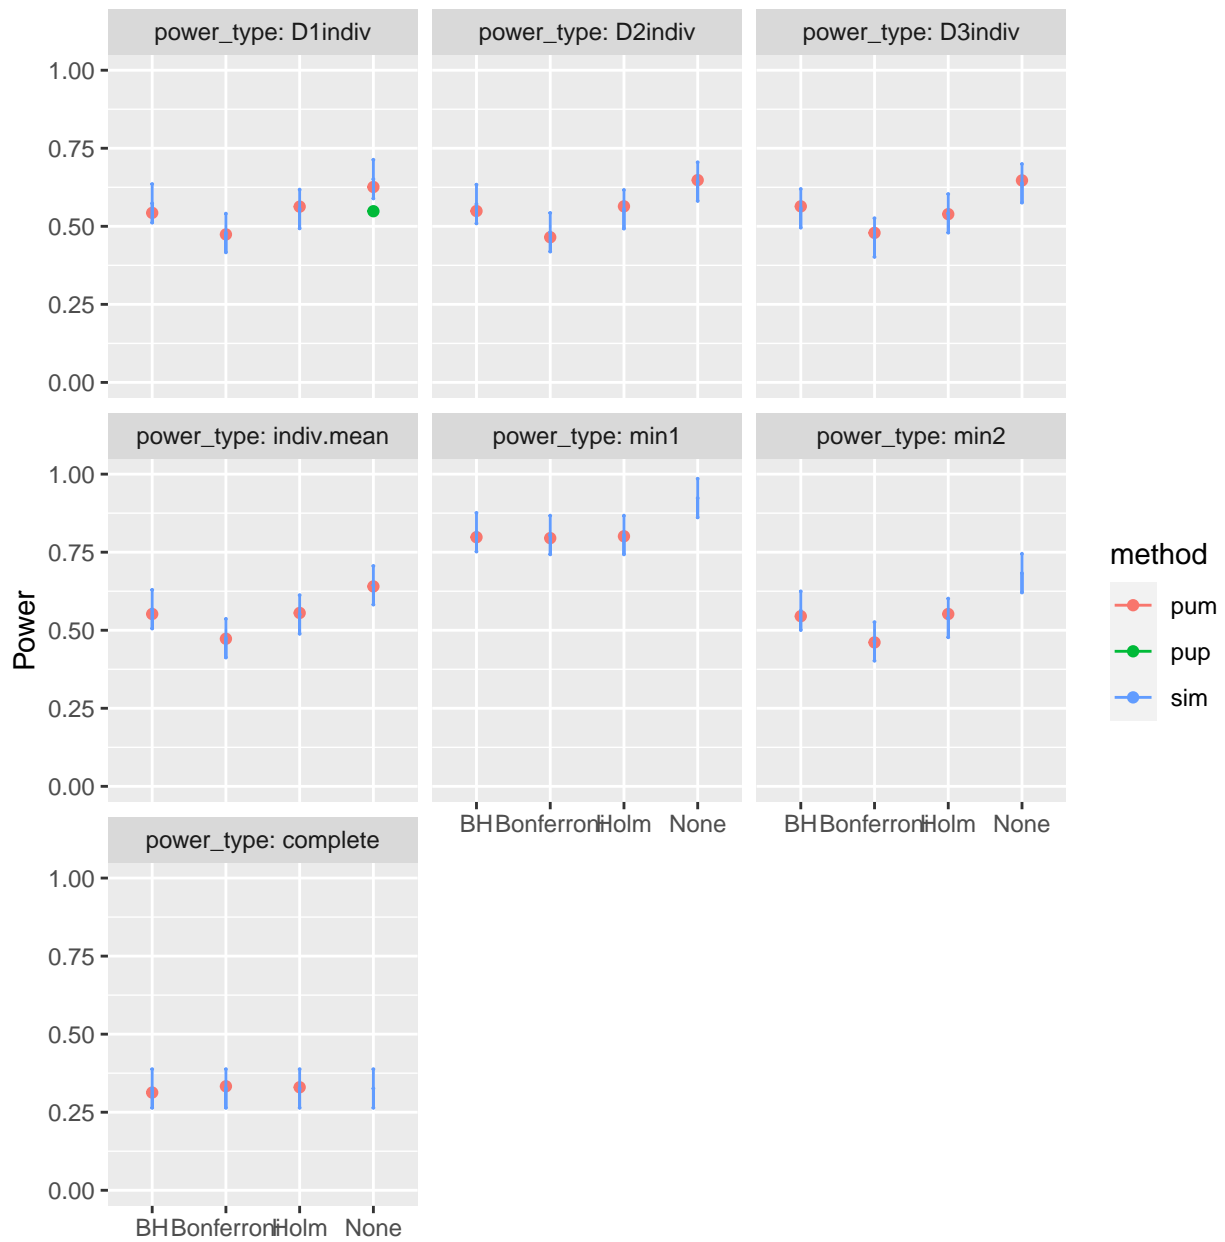 power_type: D1indiv
power_type: D2indiv
power_type: D3indiv
1.00
0.75
0.50
0.25
0.00
power_type: indiv.mean
power_type: min1
power_type: min2
1.00
0.75
0.50
0.25
0.00
Power
BH Bonferroni Holm None
BH Bonferroni Holm None
method
pum
pup
sim
power_type: complete
1.00
0.75
0.50
0.25
0.00
BH Bonferroni Holm None